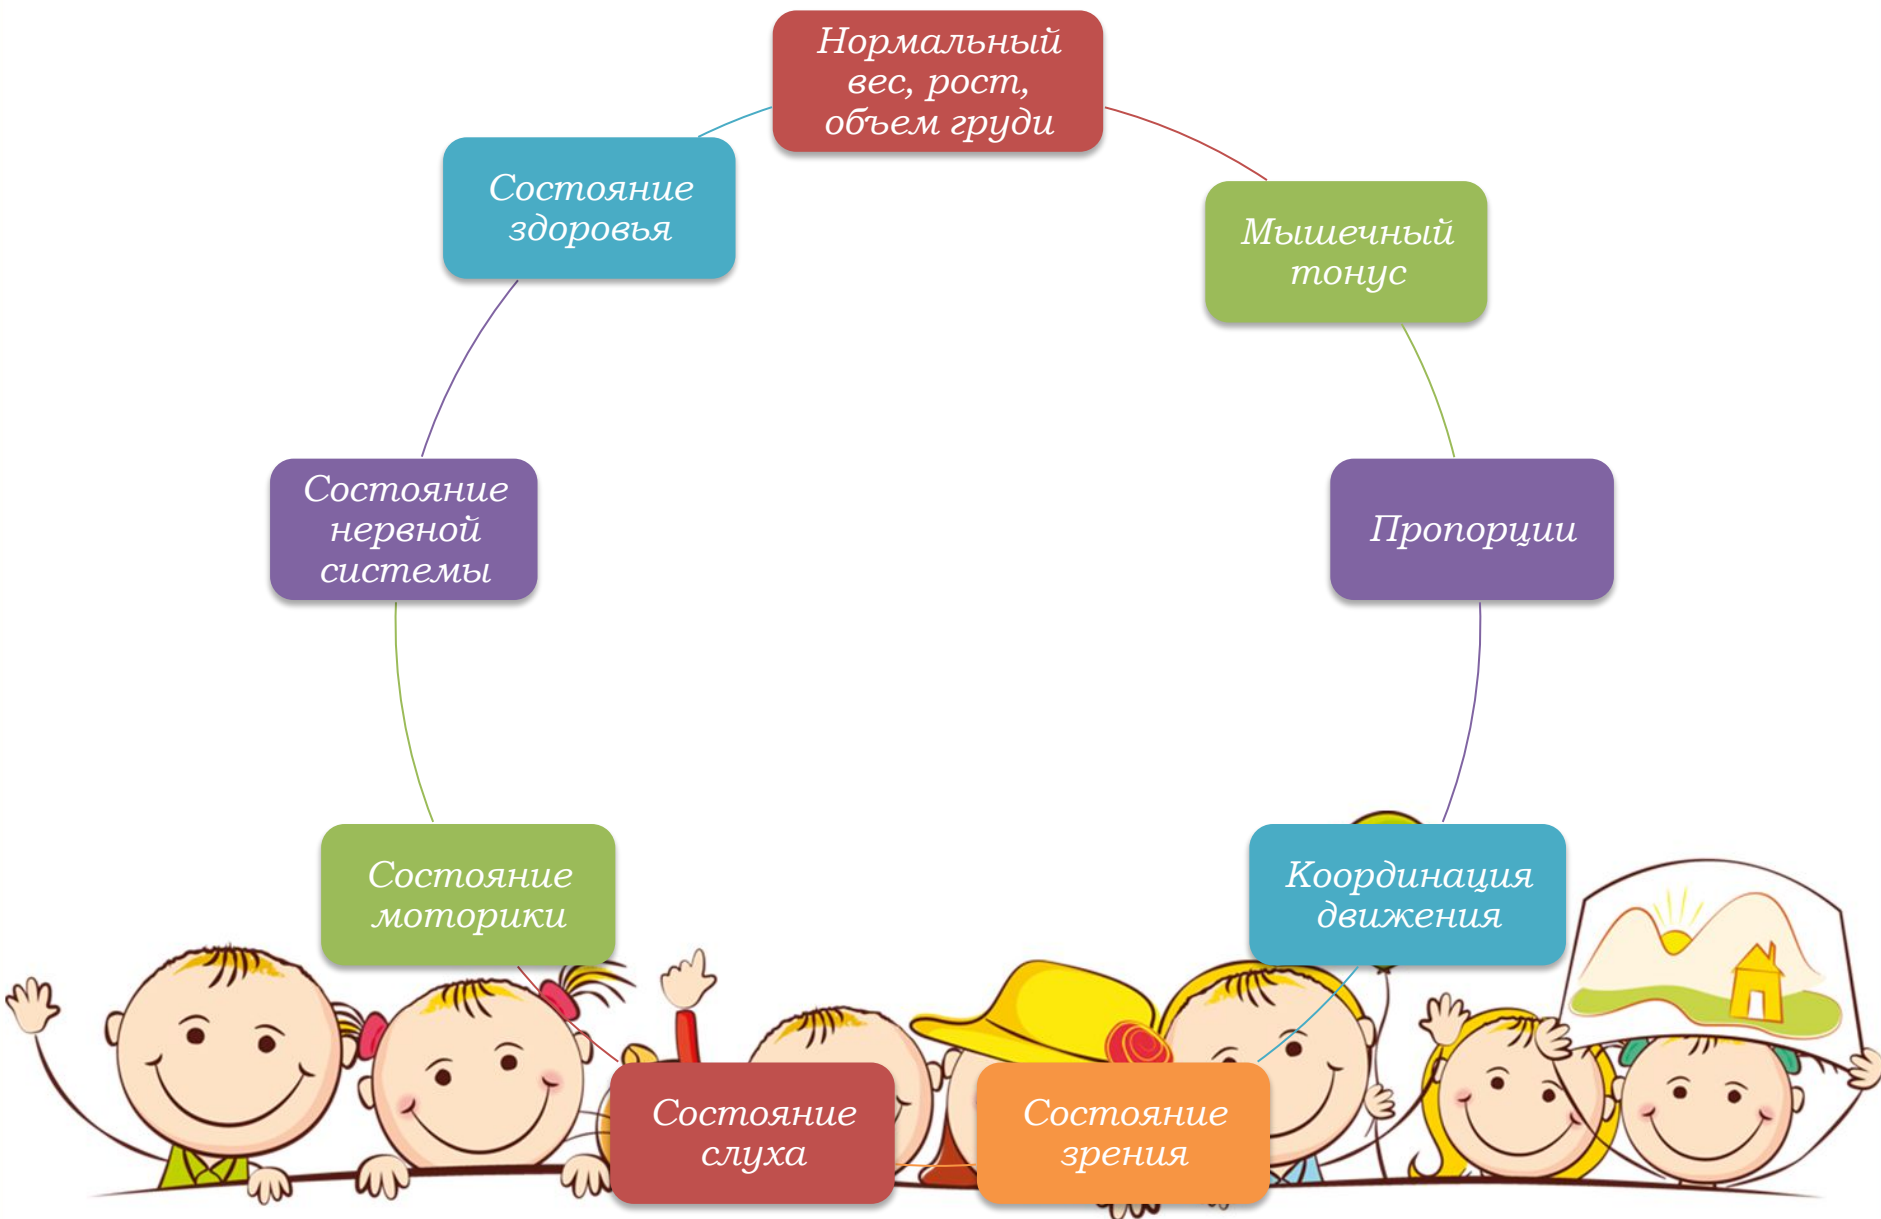 Нормальный
вес, рост,
объем груди
Мышечный
тонус
Пропорции
Координация
движения
Состояние
зрения
Состояние
слуха
Состояние
моторики
Состояние
нервной
системы
Состояние
здоровья